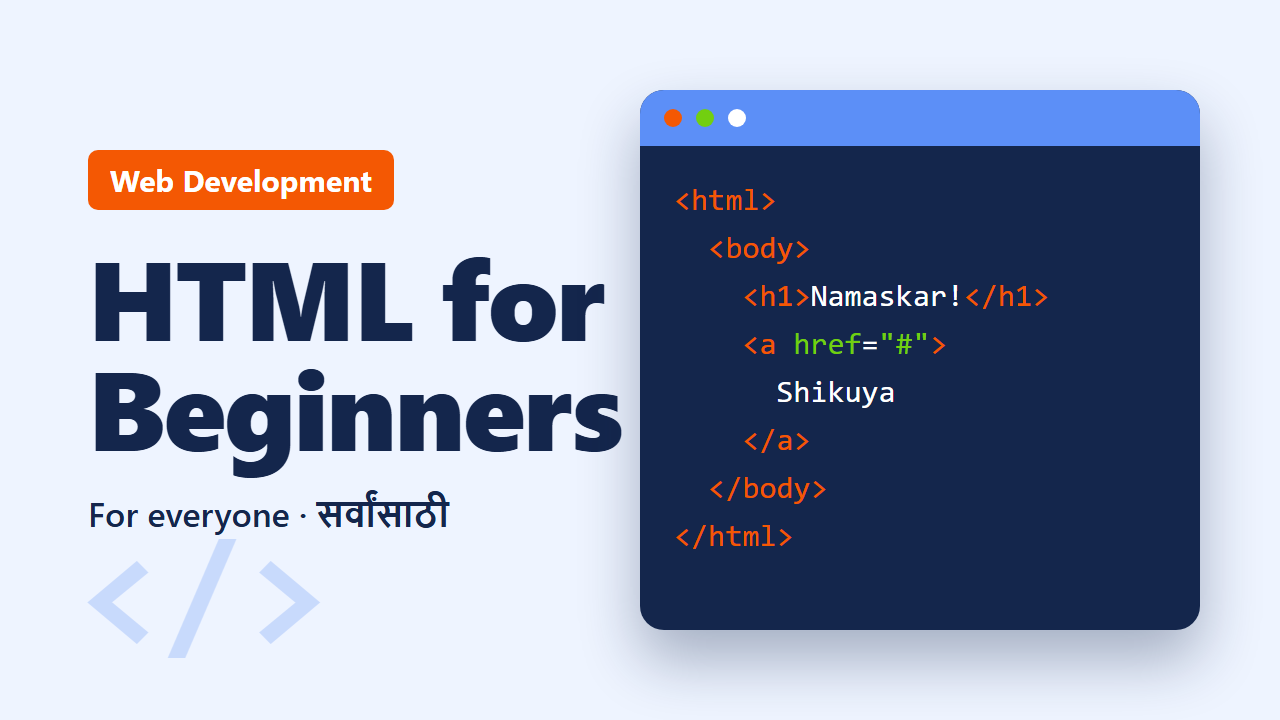 Web Development
HTML for
Beginners
For everyone · सर्वांसाठी
</>
<html>
<body>
<h1>Namaskar!</h1>
<a href="#">
Shikuya
</a>
</body>
</html>